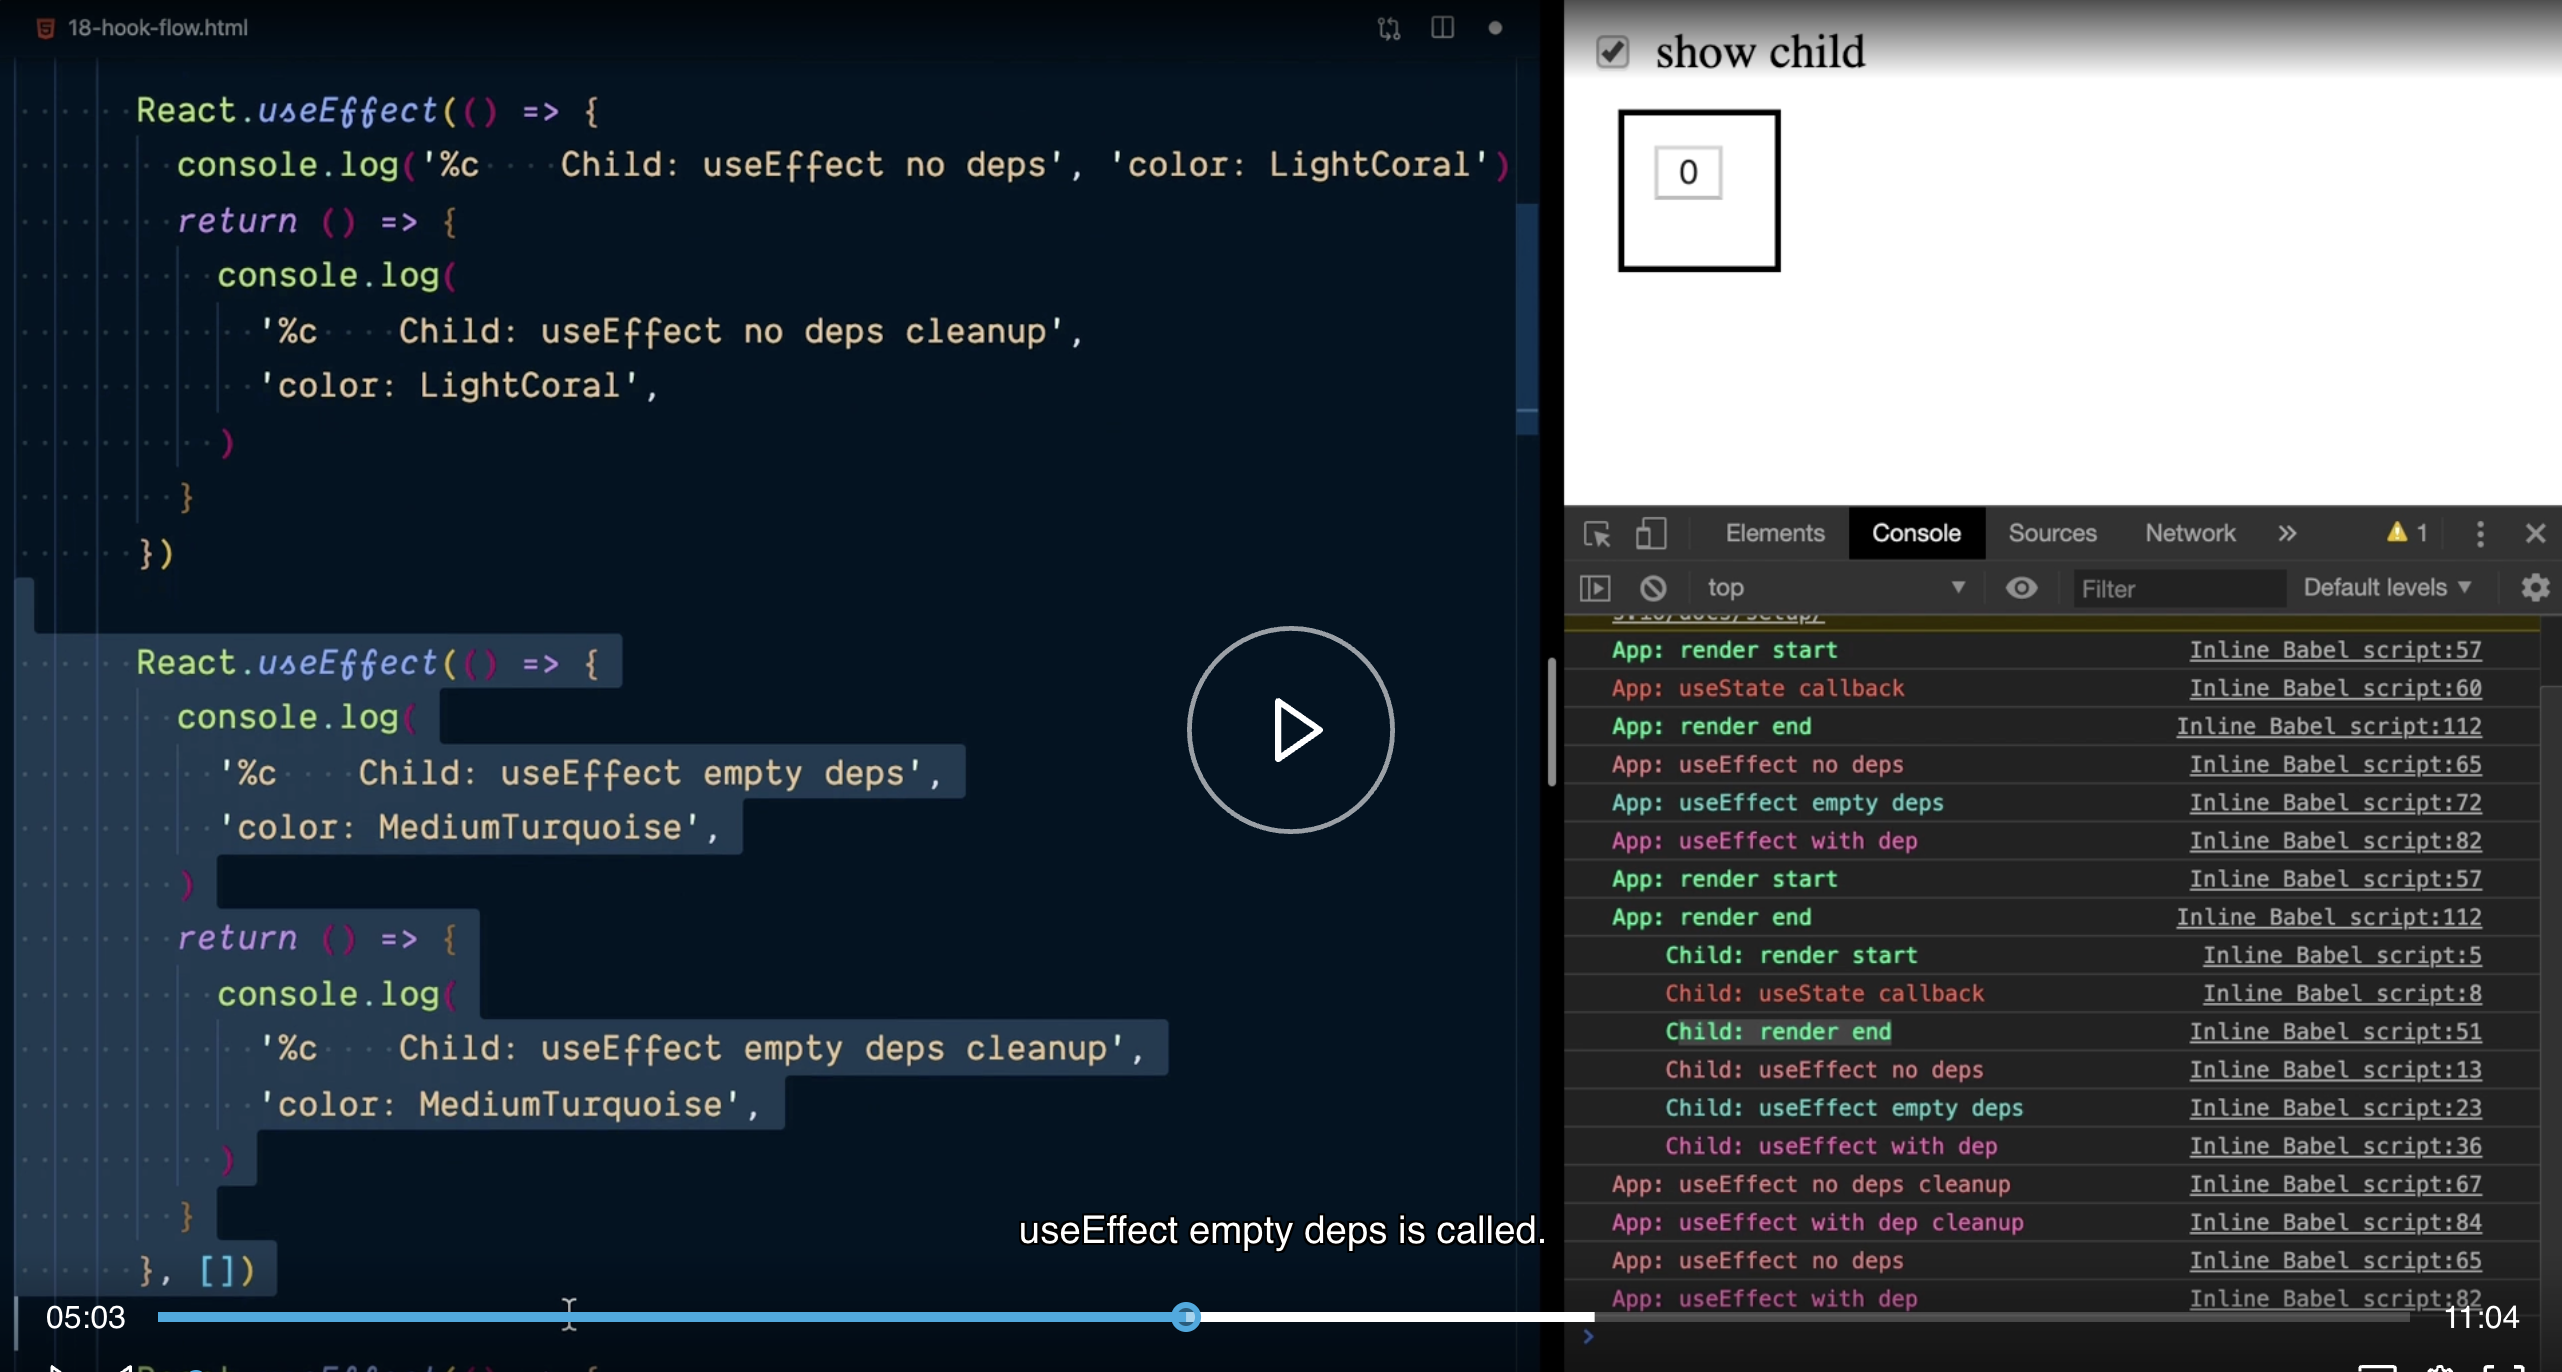 18-hook-flow.html
React.useEffect(() => {
console.log('%c    Child: useEffect no deps', 'color: LightCoral')
return () => {
console.log(
'%c    Child: useEffect no deps cleanup',
'color: LightCoral',
)
}
})
React.useEffect(() => {
console.log(
'%c    Child: useEffect empty deps',
'color: MediumTurquoise',
)
return () => {
console.log(
'%c    Child: useEffect empty deps cleanup',
'color: MediumTurquoise',
)
}
}, [])
useEffect empty deps is called.
05:03
11:04
show child
0
Elements Console Sources Network » 1
top Filter Default levels
App: render start Inline Babel script:57
App: useState callback Inline Babel script:60
App: render end Inline Babel script:112
App: useEffect no deps Inline Babel script:65
App: useEffect empty deps Inline Babel script:72
App: useEffect with dep Inline Babel script:82
App: render start Inline Babel script:57
App: render end Inline Babel script:112
Child: render start Inline Babel script:5
Child: useState callback Inline Babel script:8
Child: render end Inline Babel script:51
Child: useEffect no deps Inline Babel script:13
Child: useEffect empty deps Inline Babel script:23
Child: useEffect with dep Inline Babel script:36
App: useEffect no deps cleanup Inline Babel script:67
App: useEffect with dep cleanup Inline Babel script:84
App: useEffect no deps Inline Babel script:65
App: useEffect with dep Inline Babel script:82